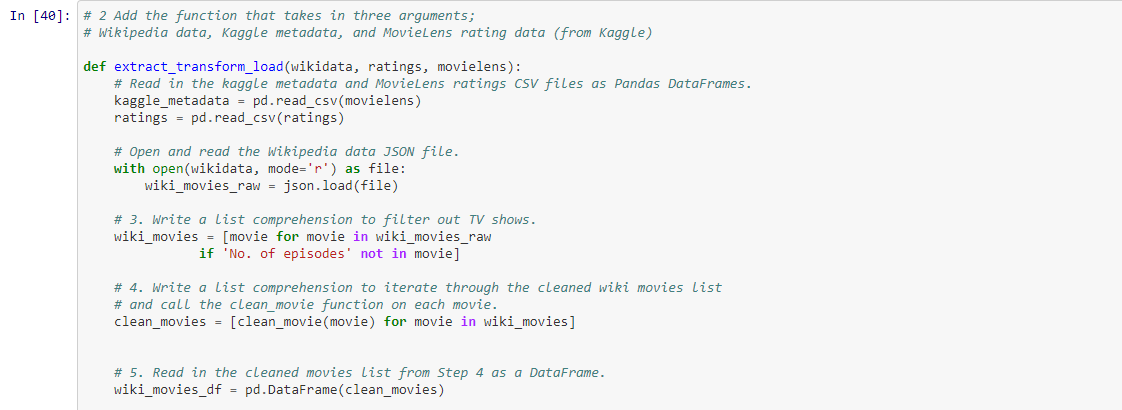 In [40]: # 2 Add the function that takes in three arguments;
# Wikipedia data, Kaggle metadata, and MovieLens rating data (from Kaggle)

def extract_transform_load(wikidata, ratings, movielens):
    # Read in the kaggle metadata and MovieLens ratings CSV files as Pandas DataFrames.
    kaggle_metadata = pd.read_csv(movielens)
    ratings = pd.read_csv(ratings)

    # Open and read the Wikipedia data JSON file.
    with open(wikidata, mode='r') as file:
        wiki_movies_raw = json.load(file)

    # 3. Write a list comprehension to filter out TV shows.
    wiki_movies = [movie for movie in wiki_movies_raw
               if 'No. of episodes' not in movie]

    # 4. Write a list comprehension to iterate through the cleaned wiki movies list
    # and call the clean_movie function on each movie.
    clean_movies = [clean_movie(movie) for movie in wiki_movies]

    # 5. Read in the cleaned movies list from Step 4 as a DataFrame.
    wiki_movies_df = pd.DataFrame(clean_movies)